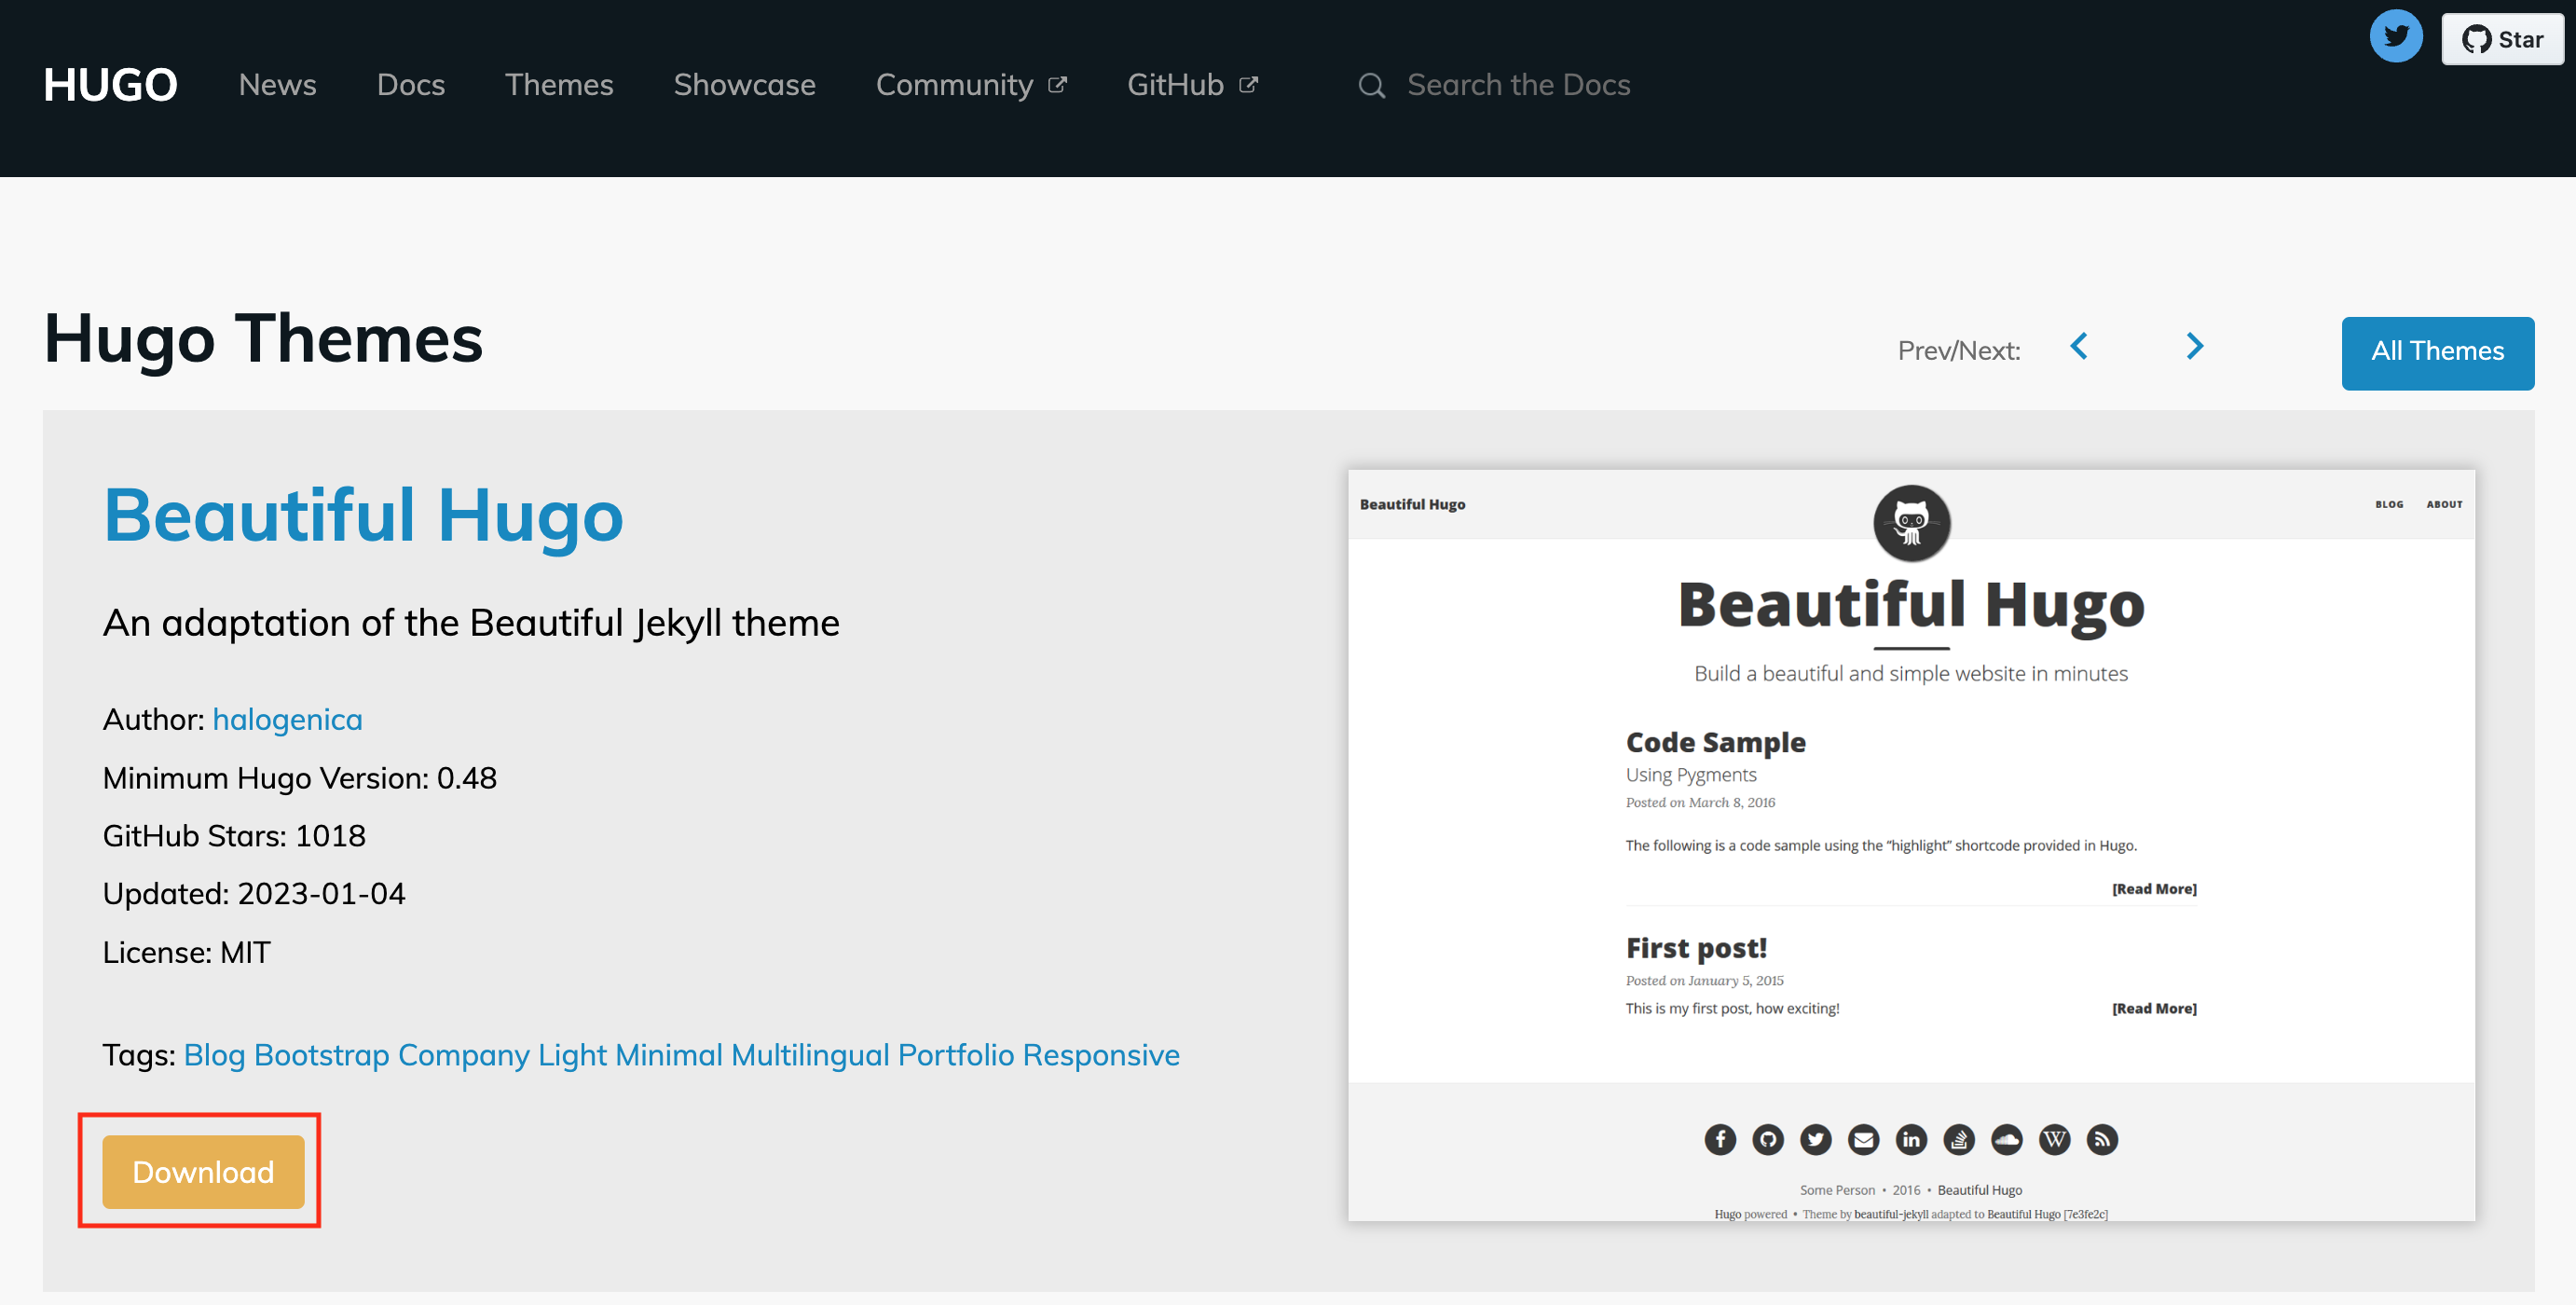 HUGO News Docs Themes Showcase Community GitHub Search the Docs Star
Hugo Themes
Prev/Next: All Themes
Beautiful Hugo
An adaptation of the Beautiful Jekyll theme
Author: halogenica
Minimum Hugo Version: 0.48
GitHub Stars: 1018
Updated: 2023-01-04
License: MIT
Tags: Blog Bootstrap Company Light Minimal Multilingual Portfolio Responsive
Download
Beautiful Hugo BLOG ABOUT
Beautiful Hugo
Build a beautiful and simple website in minutes
Code Sample
Using Pygments
Posted on March 8, 2016
The following is a code sample using the “highlight” shortcode provided in Hugo.
[Read More]
First post!
Posted on January 5, 2015
This is my first post, how exciting! [Read More]
Some Person • 2016 • Beautiful Hugo
Hugo powered • Theme by beautiful-jekyll adapted to Beautiful Hugo [7e3fe2c]